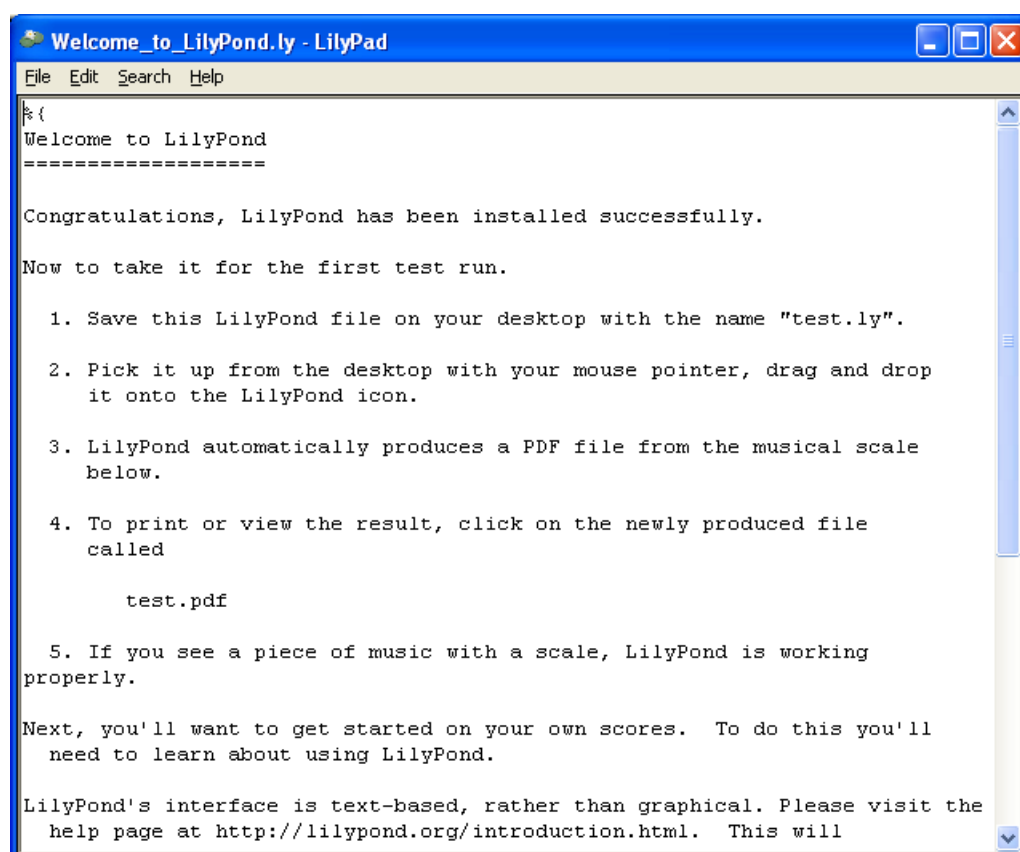 Welcome_to_LilyPond.ly - LilyPad
File Edit Search Help
%{
Welcome to LilyPond
===================
Congratulations, LilyPond has been installed successfully.
Now to take it for the first test run.
1. Save this LilyPond file on your desktop with the name "test.ly".
2. Pick it up from the desktop with your mouse pointer, drag and drop
it onto the LilyPond icon.
3. LilyPond automatically produces a PDF file from the musical scale
below.
4. To print or view the result, click on the newly produced file
called
test.pdf
5. If you see a piece of music with a scale, LilyPond is working
properly.
Next, you'll want to get started on your own scores.  To do this you'll
need to learn about using LilyPond.
LilyPond's interface is text-based, rather than graphical. Please visit the
help page at http://lilypond.org/introduction.html.  This will